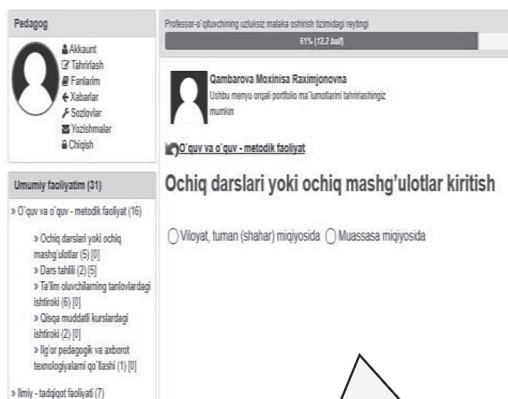 Pedagog
Akkaunt
Tahrirlash
Fanlarim
Xabarlar
Sozlovlar
Yozishmalar
Chiqish
Umumiy faoliyatim (31)
» O`quv va o`quv - metodik faoliyat (16)
» Ochiq darslari yoki ochiq
mashg`ulotlar (5) [0]
» Dars tahlili (2) [5]
» Ta'lim oluvchilarning tanlovlardagi
ishtiroki (6) [0]
» Qisqa muddatli kurslardagi
ishtiroki (2) [0]
» Ilg`or pedagogik va axborot
texnologiyalarni qo`llashi (1) [0]
» Ilmiy - tadqiqot faoliyati (7)
Professor-o`qituvchining uzluksiz malaka oshirish tizimidagi reytingi
61% (12.2 ball)
Qambarova Moxinisa Raximjonovna
Ushbu menyu orqali portfolio ma`lumotlarini tahrirlashingiz
mumkin
O`quv va o`quv - metodik faoliyat
Ochiq darslari yoki ochiq mashg'ulotlar kiritish
Viloyat, tuman (shahar) miqiyosida Muassasa miqiyosida